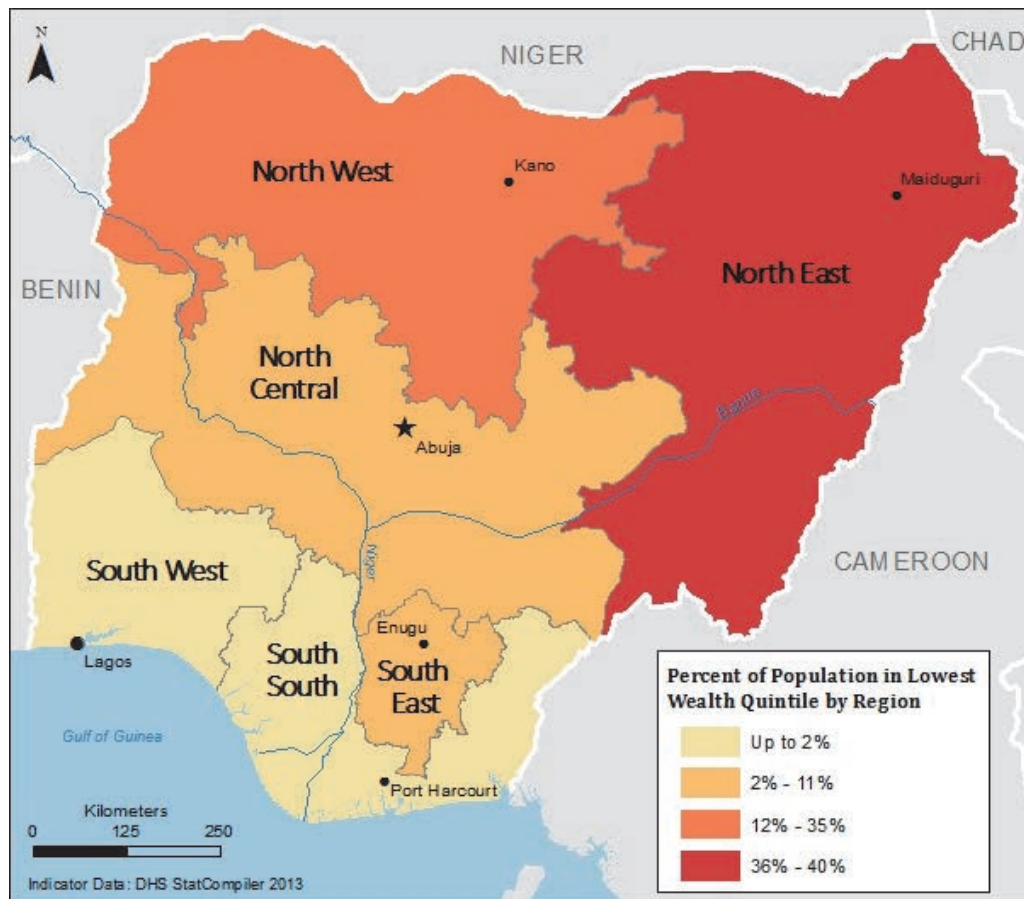 N
NIGER
CHAD
North West
Kano
Maiduguri
BENIN
North East
North
Central
Benue
Abuja
South West
Niger
CAMEROON
Enugu
Lagos
South
South
South
East
Gulf of Guinea
Port Harcourt
Kilometers
0 125 250
Indicator Data: DHS StatCompiler 2013
Percent of Population in Lowest
Wealth Quintile by Region
Up to 2%
2% - 11%
12% - 35%
36% - 40%